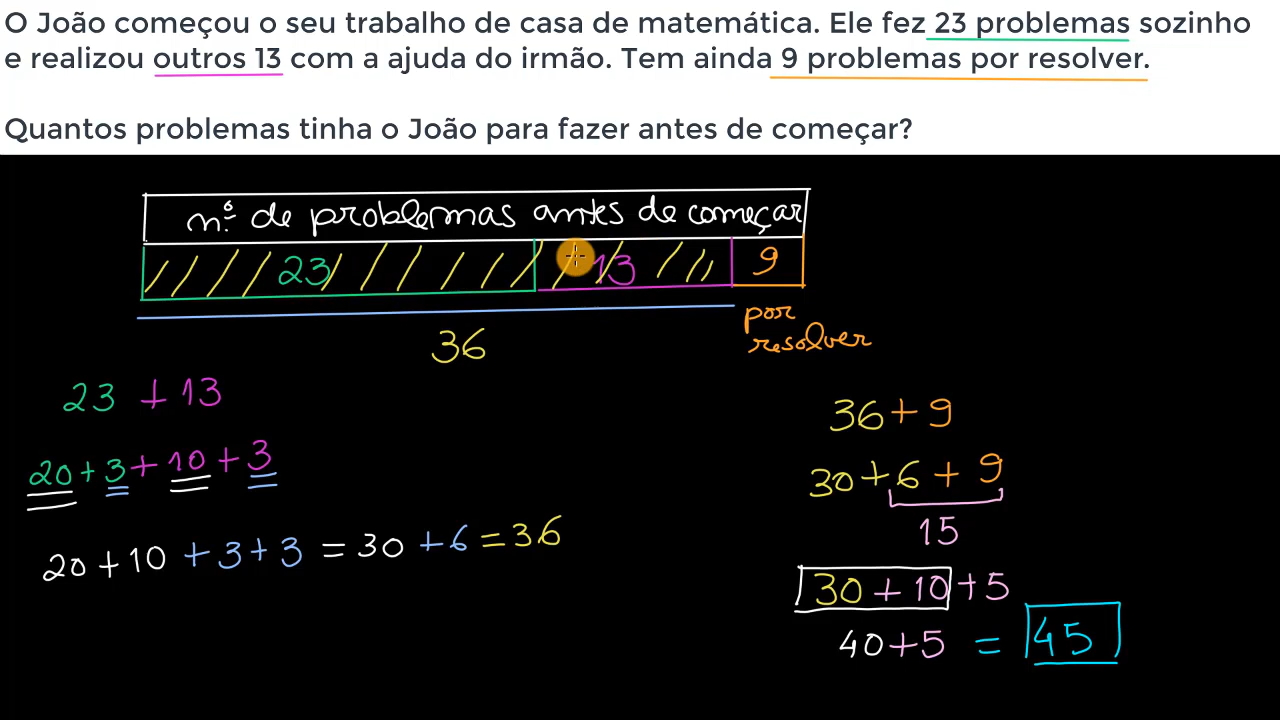 O João começou o seu trabalho de casa de matemática. Ele fez 23 problemas sozinho
e realizou outros 13 com a ajuda do irmão. Tem ainda 9 problemas por resolver.
Quantos problemas tinha o João para fazer antes de começar?
n.º de problemas antes de começar
23 13 9
por
resolver
36
23 + 13
20 + 3 + 10 + 3
20 + 10 + 3 + 3 = 30 + 6 = 36
36 + 9
30 + 6 + 9
15
30 + 10 + 5
40 + 5 = 45